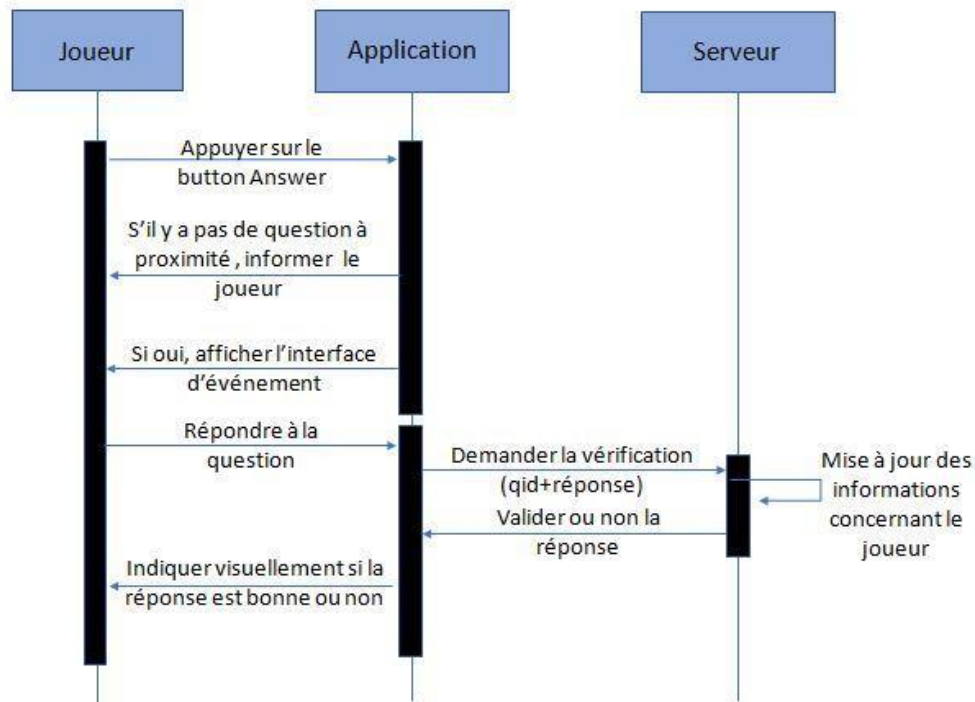 Joueur
Application
Serveur
Appuyer sur le
button Answer
S'il y a pas de question à
proximité , informer le
joueur
Si oui, afficher l'interface
d'événement
Répondre à la
question
Demander la vérification
(qid+réponse)
Mise à jour des
informations
concernant le
joueur
Valider ou non la
réponse
Indiquer visuellement si la
réponse est bonne ou non